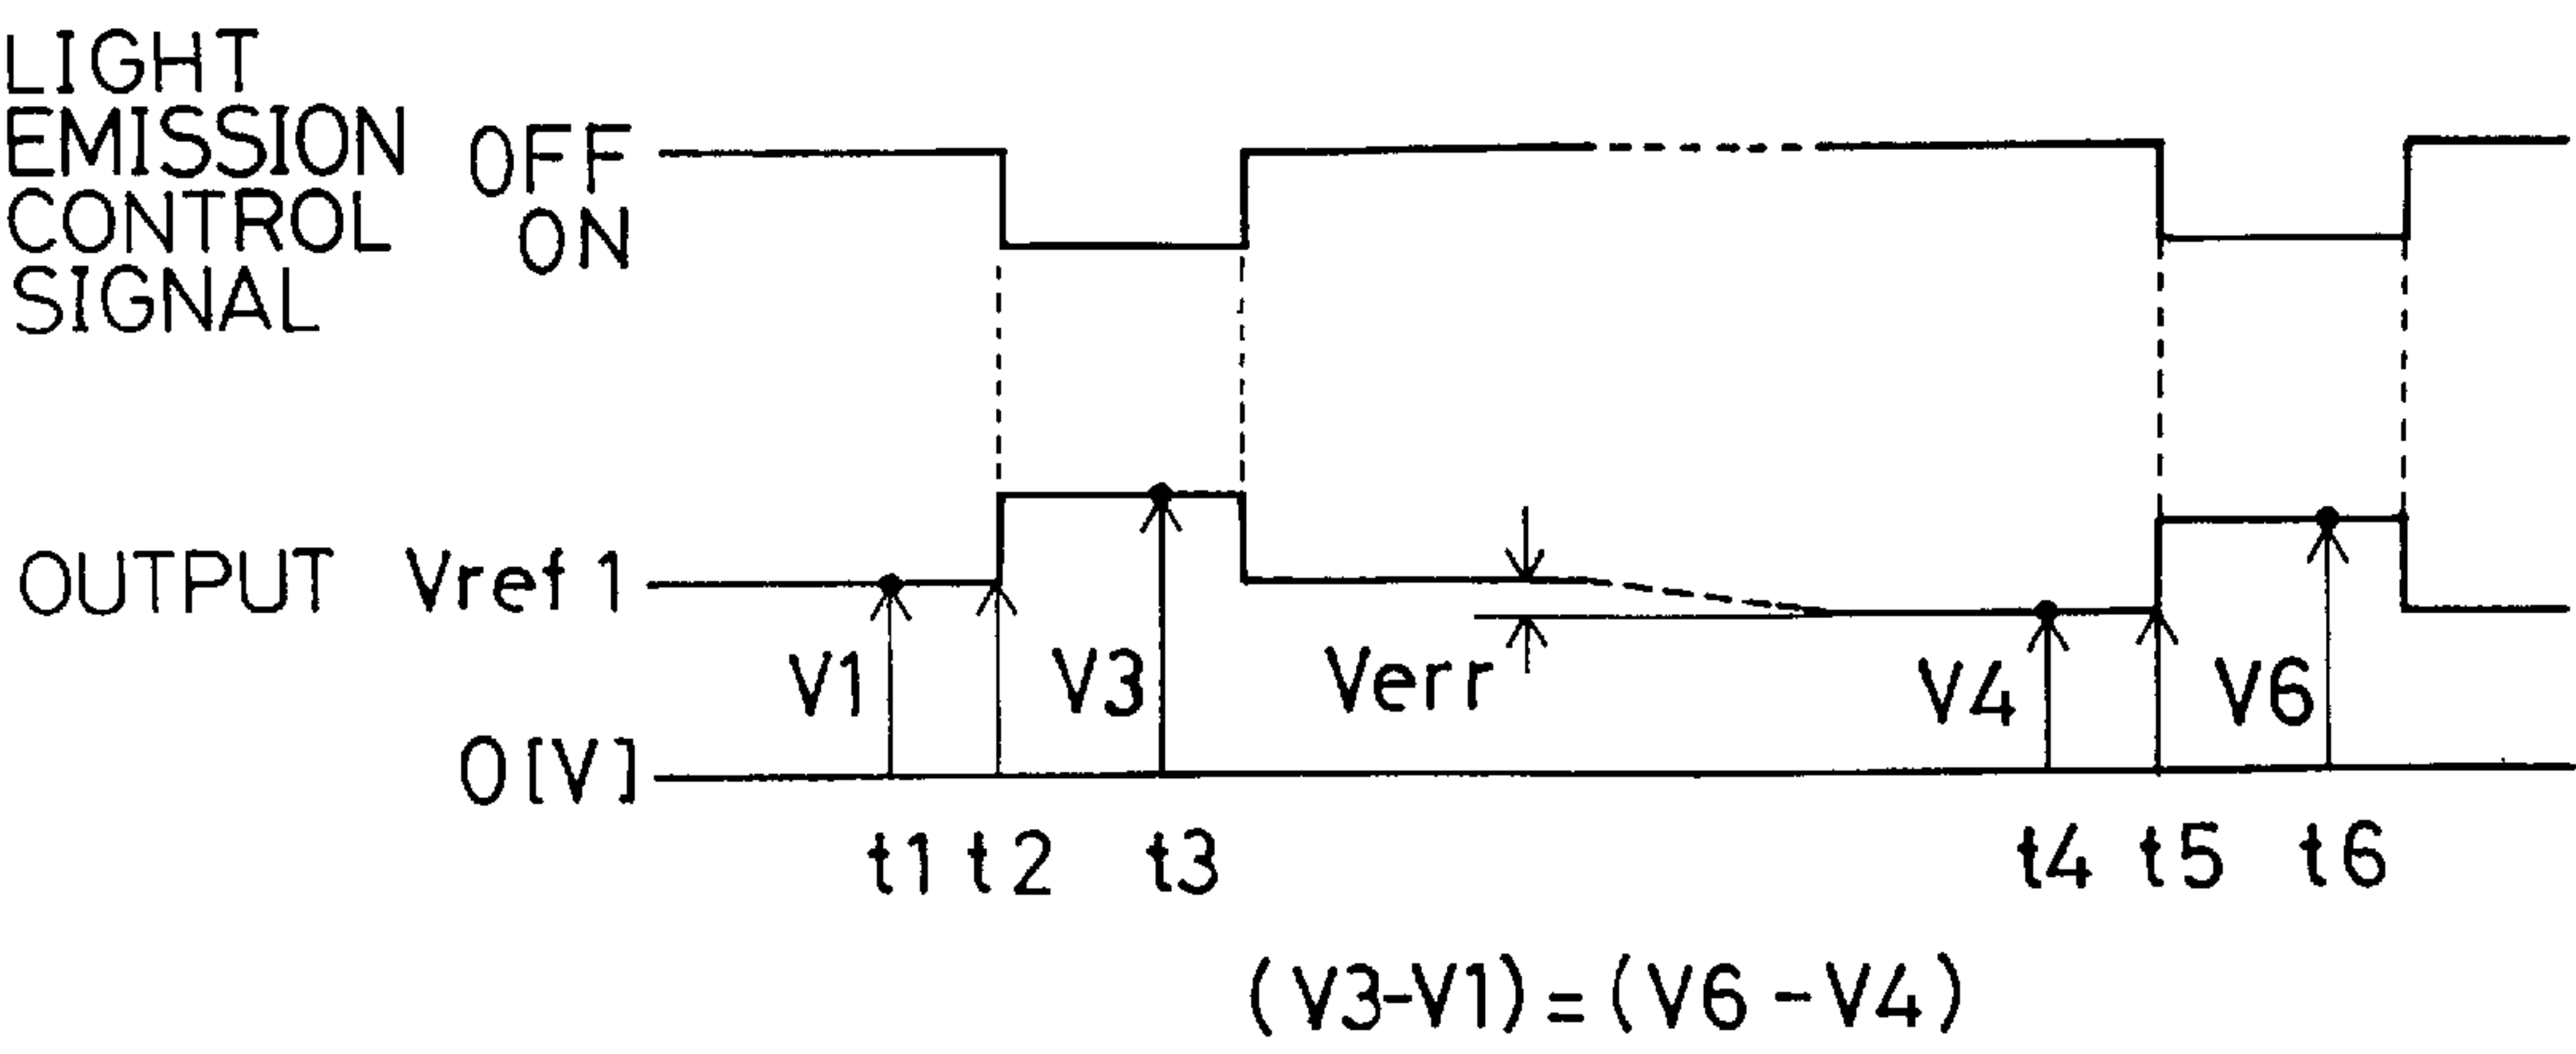 LIGHT
EMISSION
CONTROL
SIGNAL
OFF
ON
OUTPUT Vref 1
V1
V3
Verr
V4
V6
0[V]
t1 t2 t3 t4 t5 t6
(V3-V1)=(V6-V4)